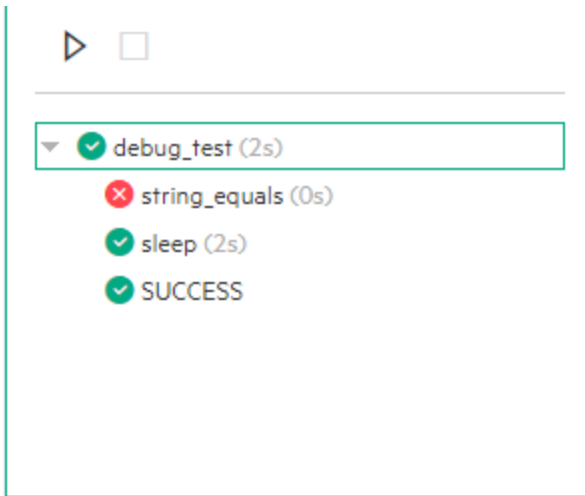 debug_test (2s)
string_equals (0s)
sleep (2s)
SUCCESS